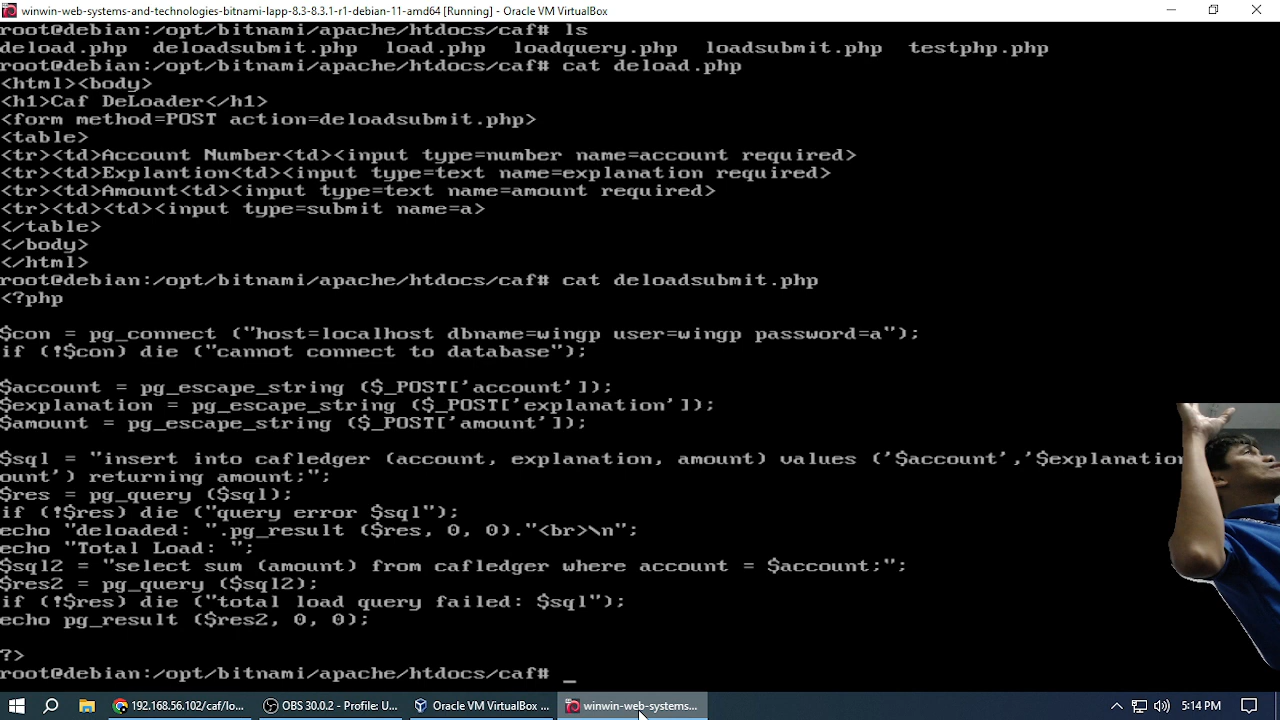 winwin-web-systems-and-technologies-bitnami-lapp-8.3-8.3.1-r1-debian-11-amd64 [Running] - Oracle VM VirtualBox
root@debian:/opt/bitnami/apache/htdocs/caf# ls
deload.php  deloadsubmit.php  load.php  loadquery.php  loadsubmit.php  testphp.php
root@debian:/opt/bitnami/apache/htdocs/caf# cat deload.php
<html><body>
<h1>Caf DeLoader</h1>
<form method=POST action=deloadsubmit.php>
<table>
<tr><td>Account Number<td><input type=number name=account required>
<tr><td>Explantion<td><input type=text name=explanation required>
<tr><td>Amount<td><input type=text name=amount required>
<tr><td><td><input type=submit name=a>
</table>
</body>
</html>
root@debian:/opt/bitnami/apache/htdocs/caf# cat deloadsubmit.php
<?php
$con = pg_connect ("host=localhost dbname=wingp user=wingp password=a");
if (!$con) die ("cannot connect to database");
$account = pg_escape_string ($_POST['account']);
$explanation = pg_escape_string ($_POST['explanation']);
$amount = pg_escape_string ($_POST['amount']);
$sql = "insert into cafledger (account, explanation, amount) values ('$account','$explanation
ount') returning amount;";
$res = pg_query ($sql);
if (!$res) die ("query error $sql");
echo "deloaded: ".pg_result ($res, 0, 0)."<br>\n";
echo "Total Load: ";
$sql2 = "select sum (amount) from cafledger where account = $account;";
$res2 = pg_query ($sql2);
if (!$res) die ("total load query failed: $sql");
echo pg_result ($res2, 0, 0);
?>
root@debian:/opt/bitnami/apache/htdocs/caf# _
192.168.56.102/caf/lo... OBS 30.0.2 - Profile: U... Oracle VM VirtualBox ... winwin-web-systems... 5:14 PM